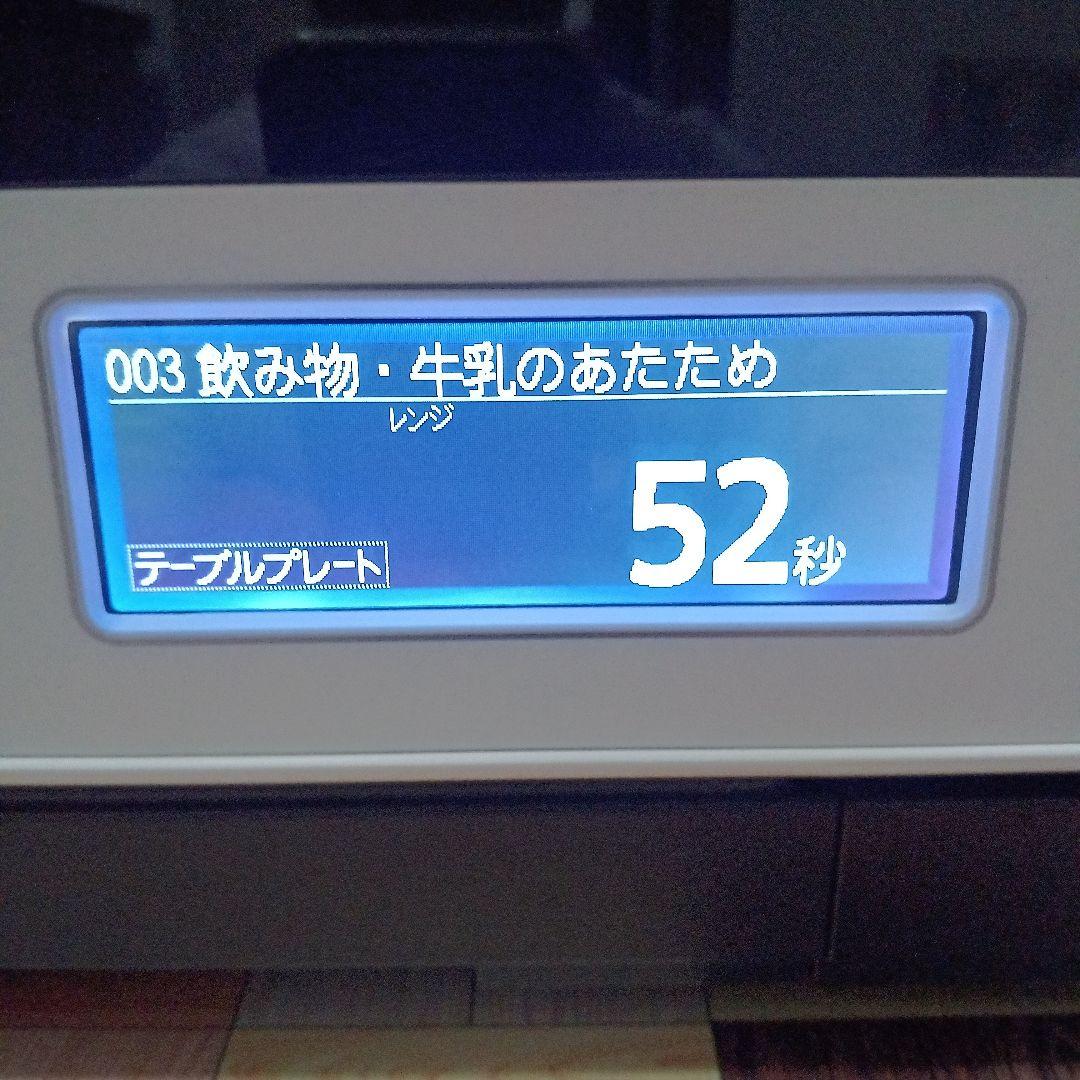 003 飲み物・牛乳のあたため
レンジ
52秒
テーブルプレート